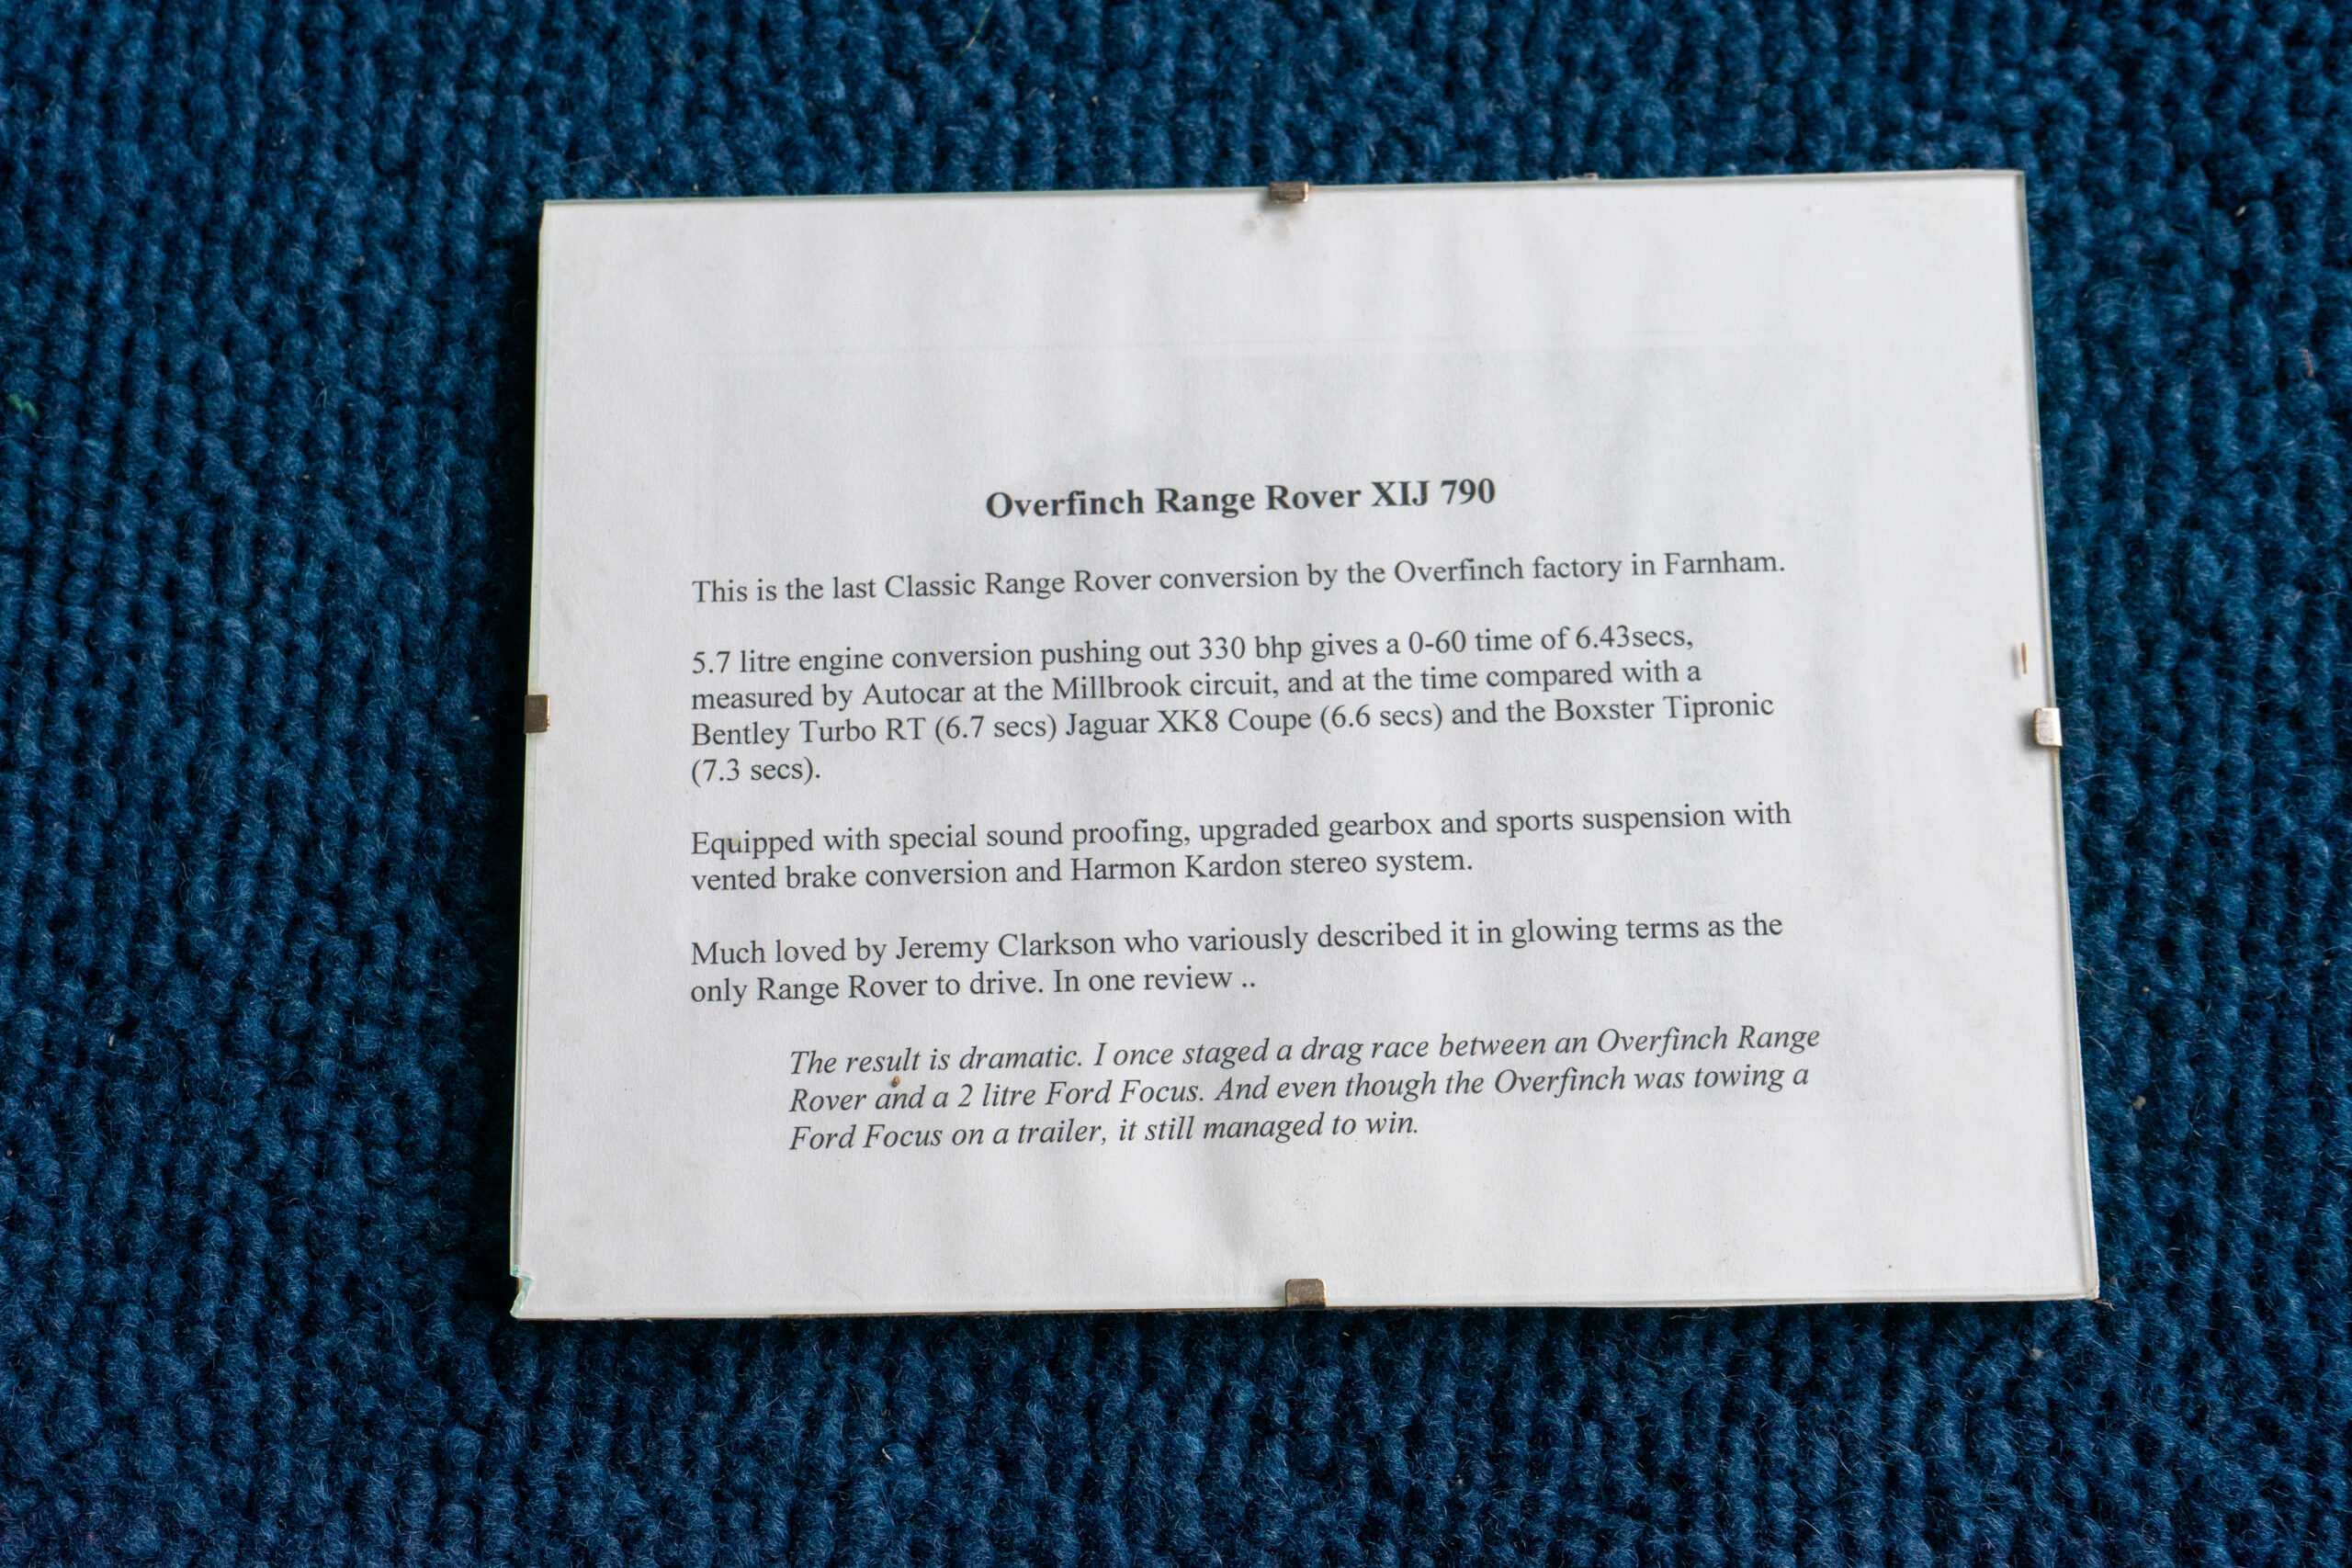 Overfinch Range Rover XIJ 790
This is the last Classic Range Rover conversion by the Overfinch factory in Farnham.
5.7 litre engine conversion pushing out 330 bhp gives a 0-60 time of 6.43secs,
measured by Autocar at the Millbrook circuit, and at the time compared with a
Bentley Turbo RT (6.7 secs) Jaguar XK8 Coupe (6.6 secs) and the Boxster Tipronic
(7.3 secs).
Equipped with special sound proofing, upgraded gearbox and sports suspension with
vented brake conversion and Harmon Kardon stereo system.
Much loved by Jeremy Clarkson who variously described it in glowing terms as the
only Range Rover to drive. In one review ..
The result is dramatic. I once staged a drag race between an Overfinch Range
Rover and a 2 litre Ford Focus. And even though the Overfinch was towing a
Ford Focus on a trailer, it still managed to win.